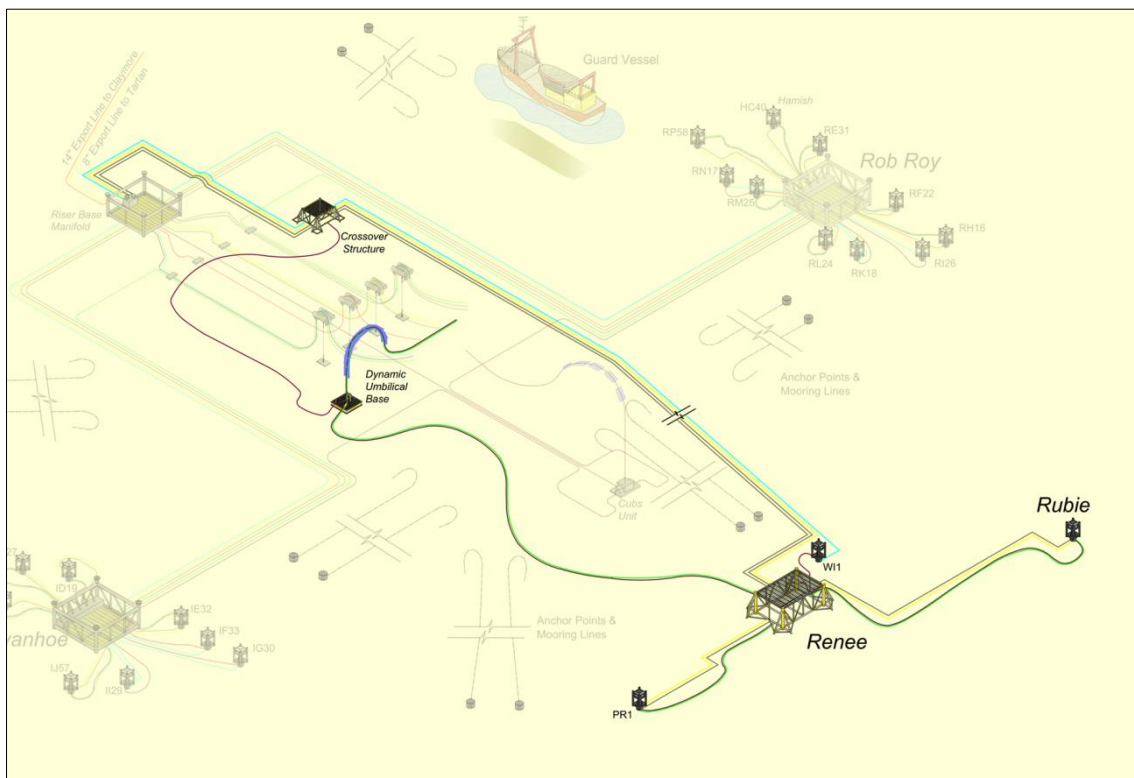 Guard Vessel
14" Export Line to Claymore
8" Export Line to Tartan
HC40
Hamish
RP58
RE31
Rob Roy
RN17
RM25
RF22
RH16
RL24
RK18
RI26
Riser Base
Manifold
Crossover
Structure
Anchor Points &
Mooring Lines
Dynamic
Umbilical
Base
Cubs
Unit
Rubie
WI1
27
ID19
IE32
IF33
IG30
vanhoe
IJ57
II29
Anchor Points &
Mooring Lines
Renee
PR1